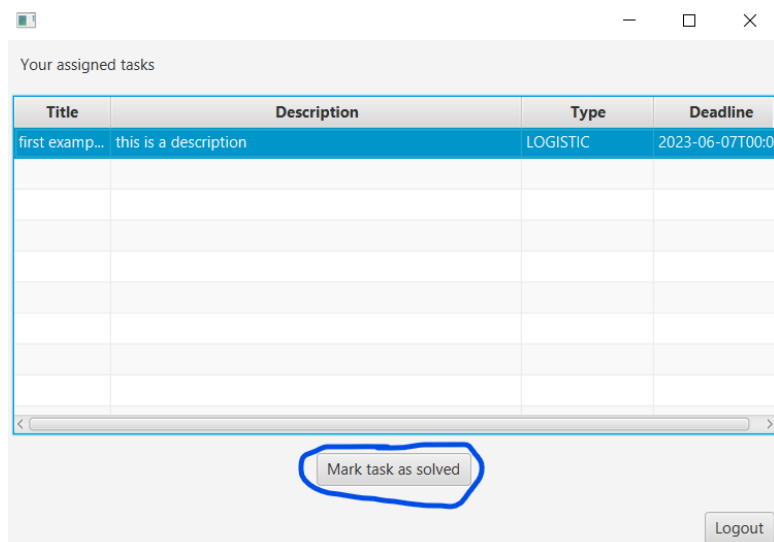 Your assigned tasks
Title Description Type Deadline
first examp... this is a description LOGISTIC 2023-06-07T00:0
Mark task as solved
Logout